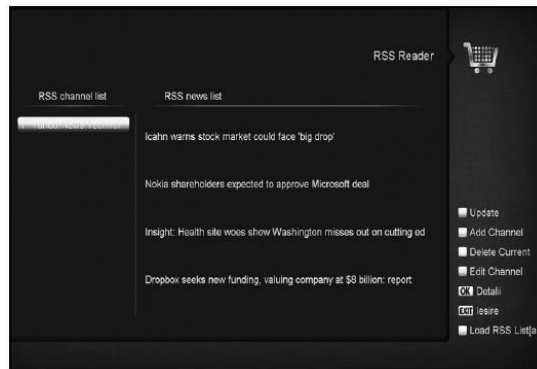 RSS Reader
RSS channel list
RSS news list
Icahn warns stock market could face 'big drop'
Nokia shareholders expected to approve Microsoft deal
Insight: Health site woes show Washington misses out on cutting ed
Dropbox seeks new funding, valuing company at $8 billion: report
Update
Add Channel
Delete Current
Edit Channel
OK Detalii
EXIT Iesire
Load RSS List[a